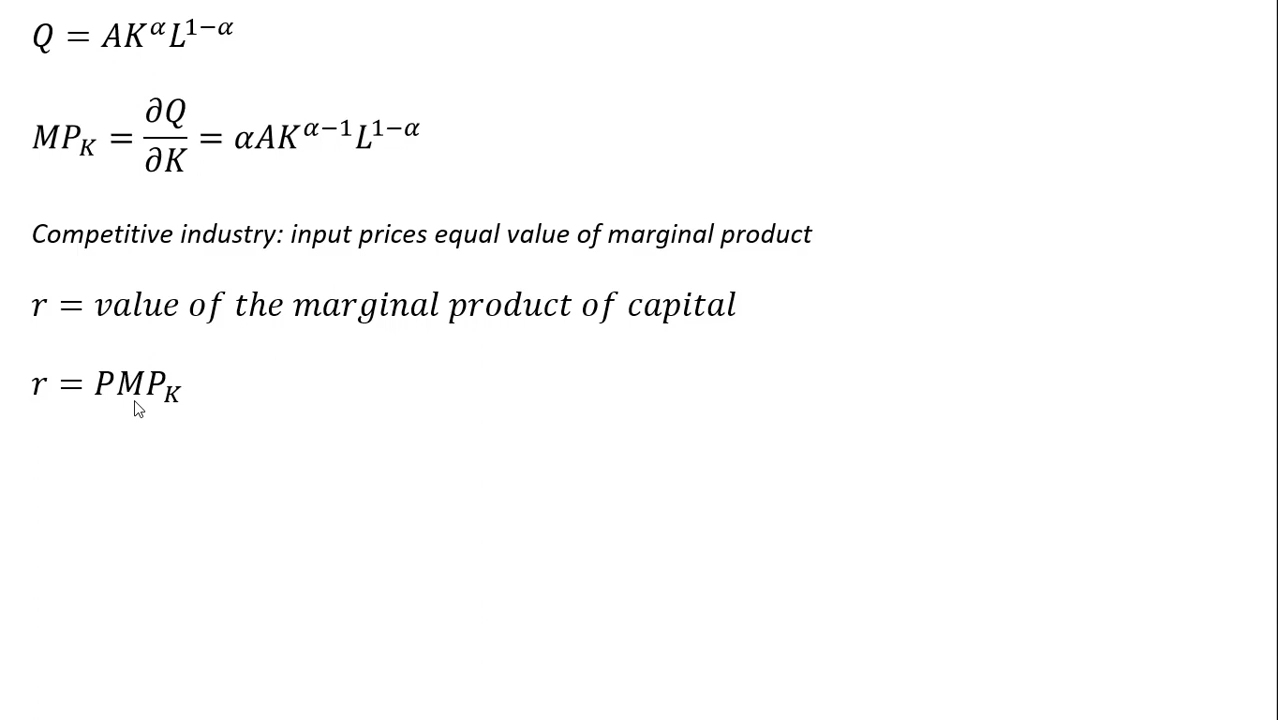 Q = AK^α L^{1−α}
MP_K = ∂Q/∂K = αAK^{α−1} L^{1−α}
Competitive industry: input prices equal value of marginal product
r = value of the marginal product of capital
r = PMP_K